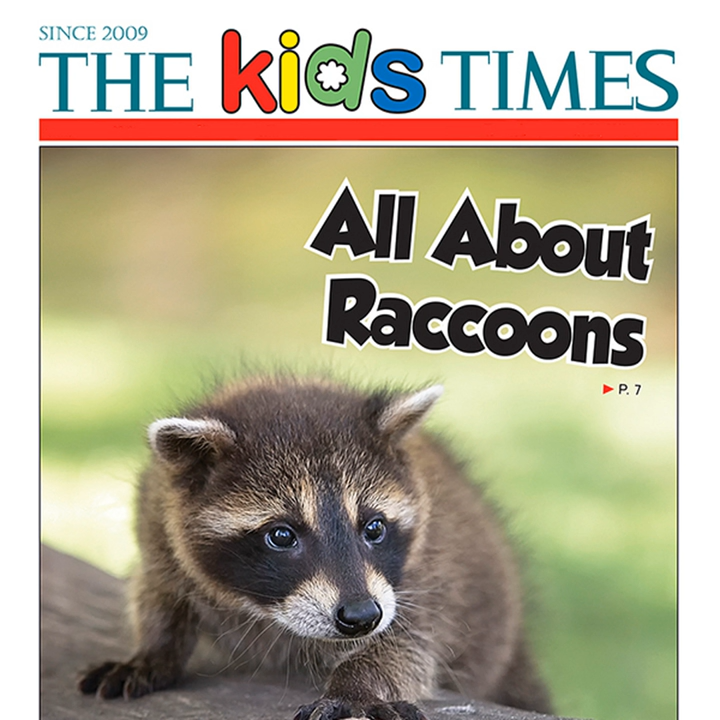 SINCE 2009
THE kids TIMES
All About
Raccoons
▶ P. 7